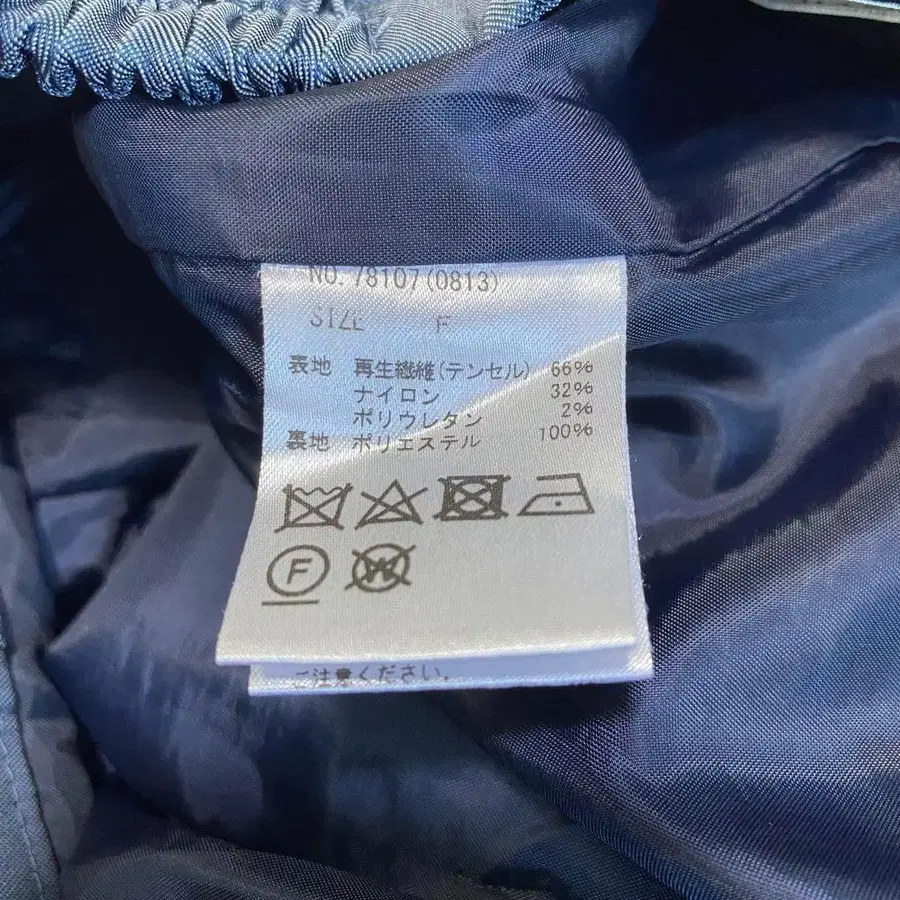 NO. 78107(0813)
SIZE F
表地 再生繊維(テンセル) 66%
ナイロン 32%
ポリウレタン 2%
裏地 ポリエステル 100%
F
W
ご注意ください.